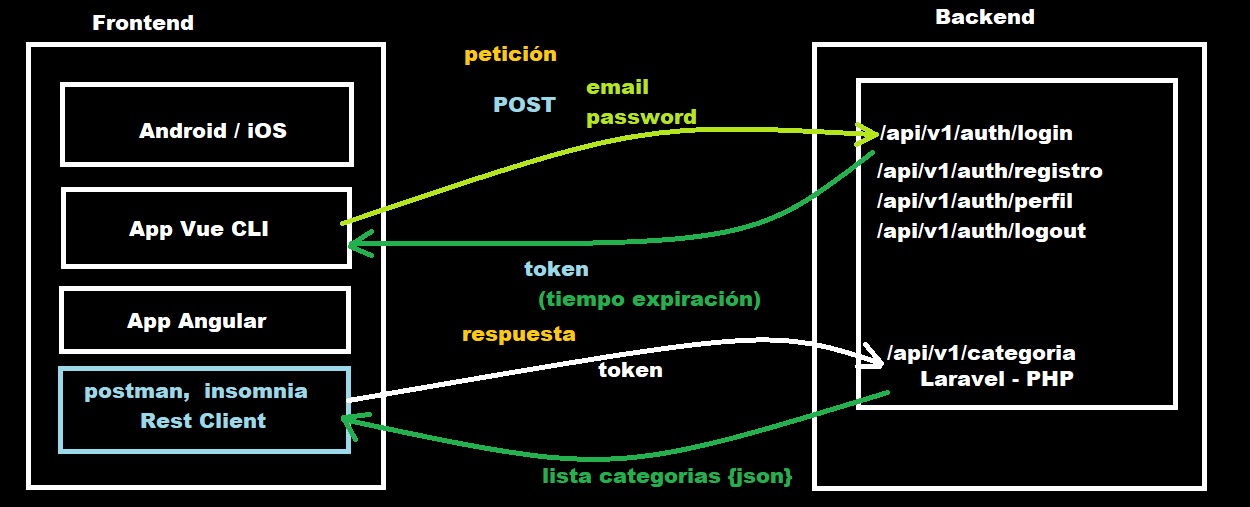 Frontend
Android / iOS
App Vue CLI
App Angular
postman, insomnia
Rest Client
petición
POST
email
password
token
(tiempo expiración)
respuesta
token
lista categorias {json}
Backend
/api/v1/auth/login
/api/v1/auth/registro
/api/v1/auth/perfil
/api/v1/auth/logout
/api/v1/categoria
Laravel - PHP